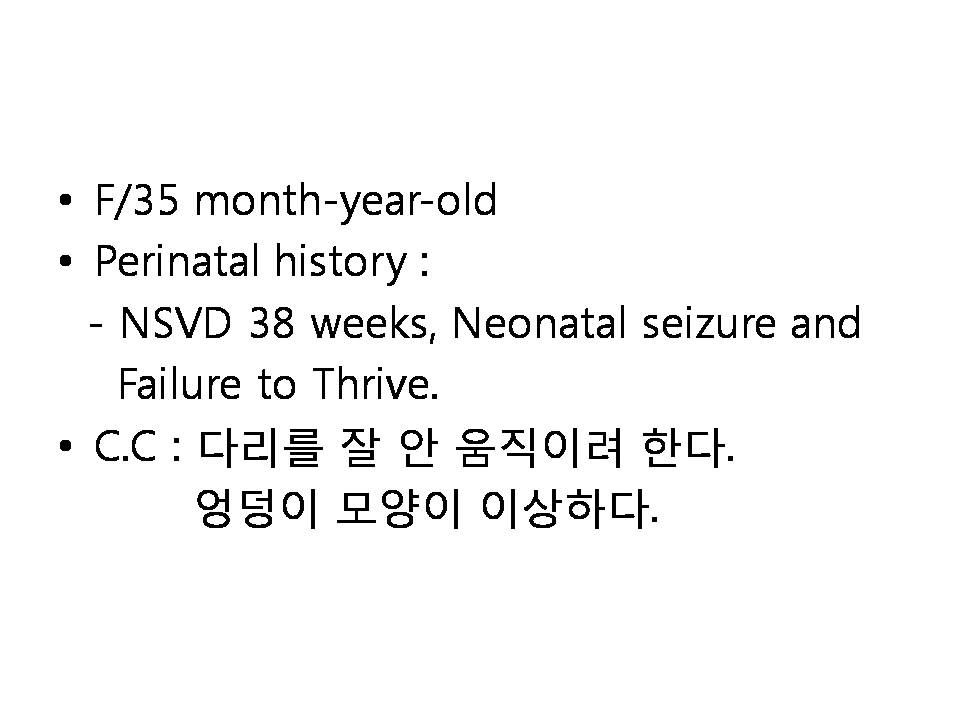 • F/35 month-year-old
• Perinatal history :
- NSVD 38 weeks, Neonatal seizure and
Failure to Thrive.
• C.C : 다리를 잘 안 움직이려 한다.
엉덩이 모양이 이상하다.